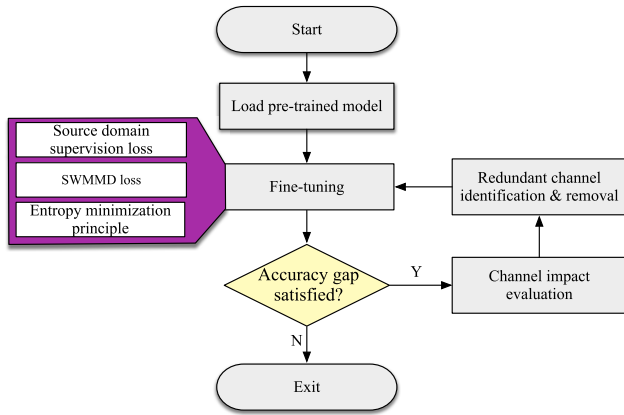 Start
Load pre-trained model
Source domain
supervision loss
SWMMD loss
Entropy minimization
principle
Fine-tuning
Redundant channel
identification & removal
Accuracy gap
satisfied?
Y
Channel impact
evaluation
N
Exit